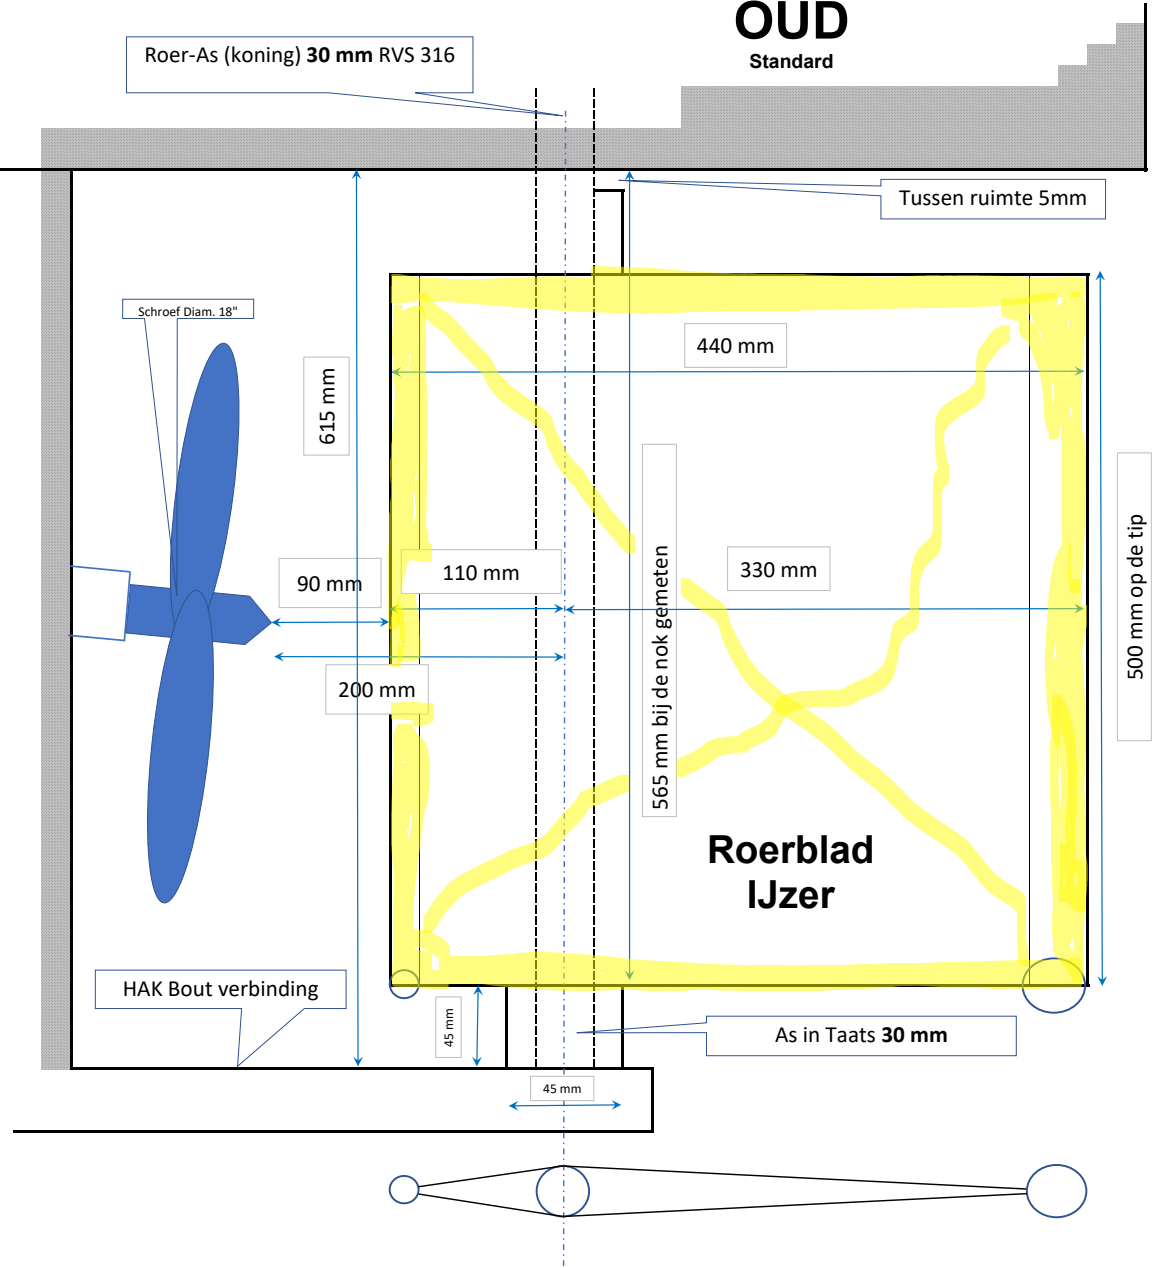 OUD
Standard
Roer-As (koning) 30 mm RVS 316
Tussen ruimte 5mm
Schroef Diam. 18"
440 mm
615 mm
565 mm bij de nok gemeten
500 mm op de tip
110 mm
330 mm
90 mm
200 mm
Roerblad
IJzer
HAK Bout verbinding
45 mm
As in Taats 30 mm
45 mm